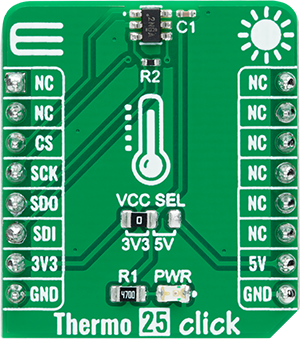 C1
R2
NC NC
NC NC
CS NC
SCK NC
SDO NC
SDI NC
3V3 5V
GND GND
VCC SEL
0
3V3 5V
R1 PWR
4700
Thermo 25 click